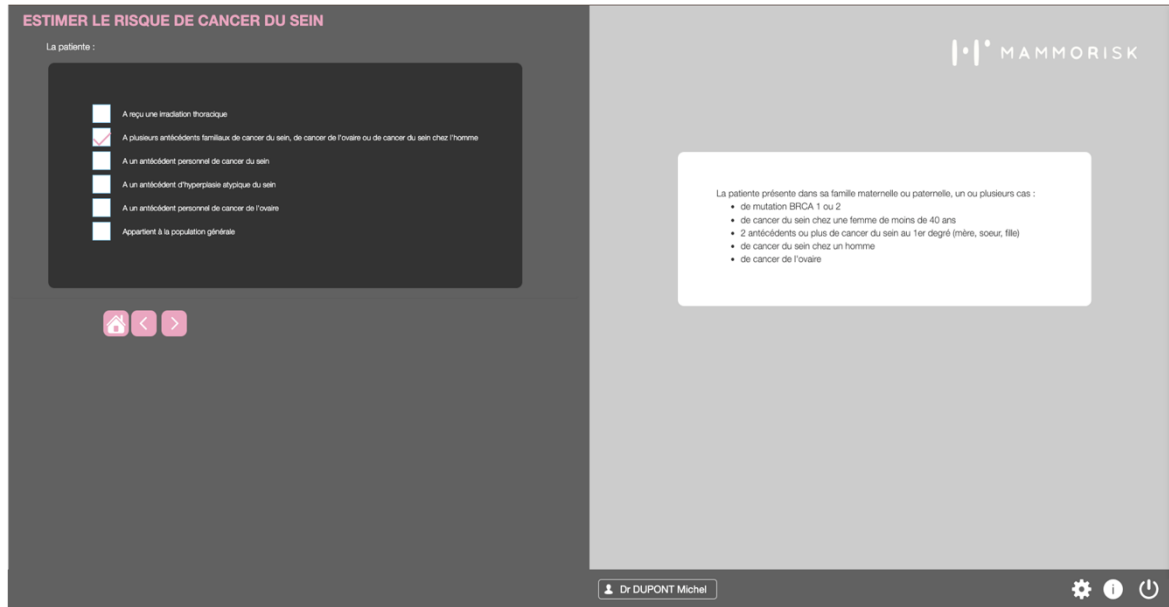 ESTIMER LE RISQUE DE CANCER DU SEIN
La patiente :
A reçu une irradiation thoracique
A plusieurs antécédents familiaux de cancer du sein, de cancer de l'ovaire ou de cancer du sein chez l'homme
A un antécédent personnel de cancer du sein
A un antécédent d'hyperplasie atypique du sein
A un antécédent personnel de cancer de l'ovaire
Appartient à la population générale
MAMMORISK
La patiente présente dans sa famille maternelle ou paternelle, un ou plusieurs cas :
• de mutation BRCA 1 ou 2
• de cancer du sein chez une femme de moins de 40 ans
• 2 antécédents ou plus de cancer du sein au 1er degré (mère, soeur, fille)
• de cancer du sein chez un homme
• de cancer de l'ovaire
Dr DUPONT Michel